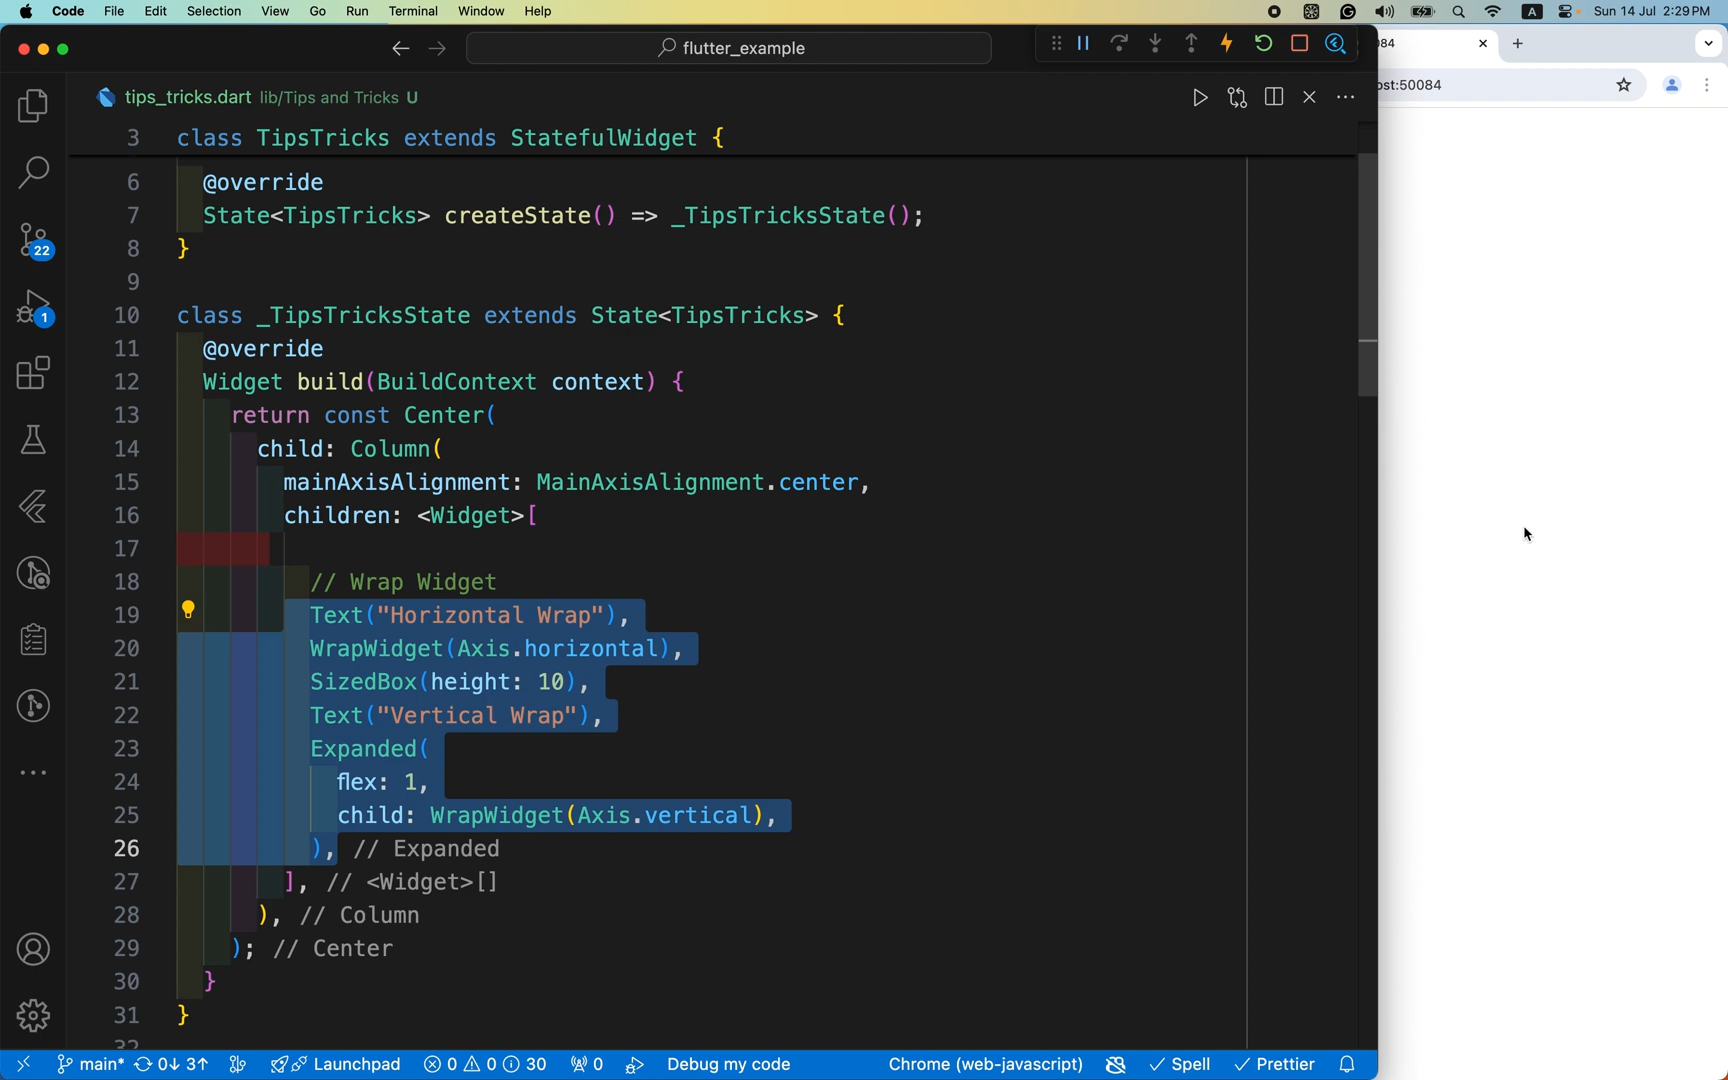 Code File Edit Selection View Go Run Terminal Window Help A Sun 14 Jul 2:29 PM
flutter_example
84
ost:50084
tips_tricks.dart lib/Tips and Tricks U
3 class TipsTricks extends StatefulWidget {
6 @override
7 State<TipsTricks> createState() => _TipsTricksState();
8 }
9
10 class _TipsTricksState extends State<TipsTricks> {
11 @override
12 Widget build(BuildContext context) {
13 return const Center(
14 child: Column(
15 mainAxisAlignment: MainAxisAlignment.center,
16 children: <Widget>[
17
18 // Wrap Widget
19 Text("Horizontal Wrap"),
20 WrapWidget(Axis.horizontal),
21 SizedBox(height: 10),
22 Text("Vertical Wrap"),
23 Expanded(
24 flex: 1,
25 child: WrapWidget(Axis.vertical),
26 ), // Expanded
27 ], // <Widget>[]
28 ), // Column
29 ); // Center
30 }
31 }
32
22
1
main* 0↓ 3↑ Launchpad 0 0 30 0 Debug my code Chrome (web-javascript) Spell Prettier